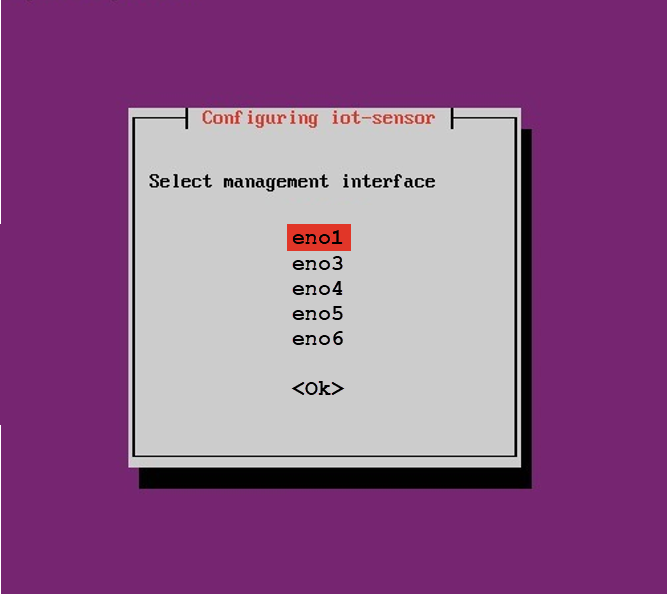 Configuring iot-sensor
Select management interface
eno1
eno3
eno4
eno5
eno6
<Ok>